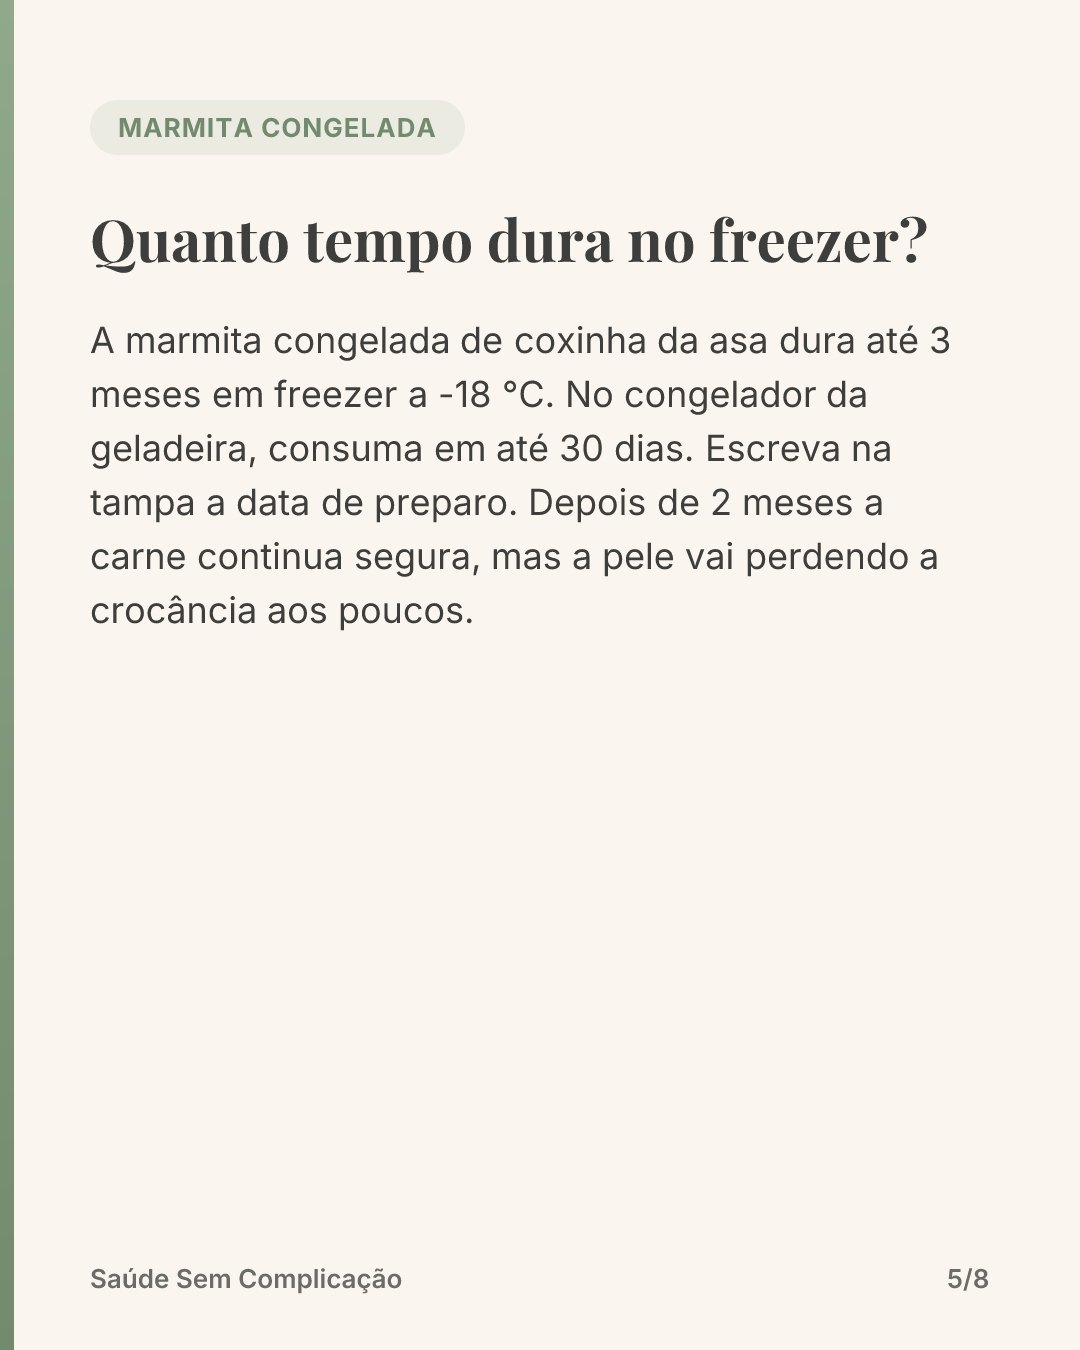 MARMITA CONGELADA
Quanto tempo dura no freezer?
A marmita congelada de coxinha da asa dura até 3
meses em freezer a -18 °C. No congelador da
geladeira, consuma em até 30 dias. Escreva na
tampa a data de preparo. Depois de 2 meses a
carne continua segura, mas a pele vai perdendo a
crocância aos poucos.
Saúde Sem Complicação
5/8